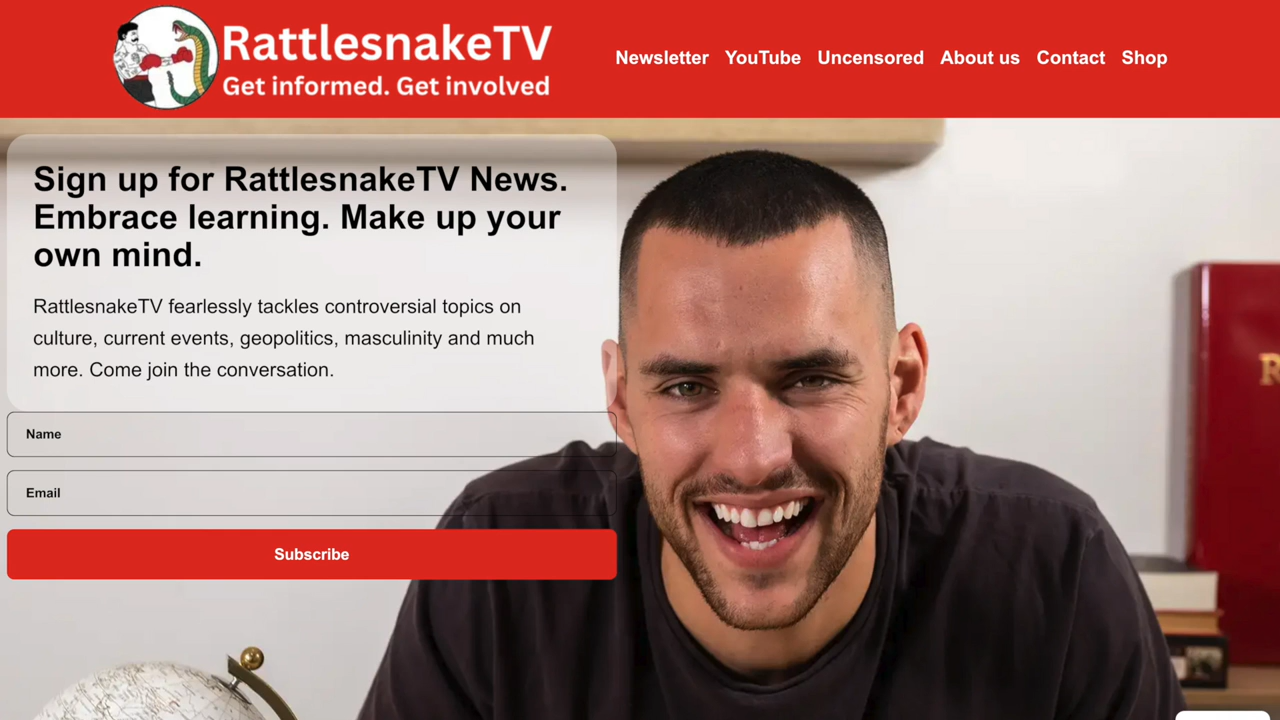 RattlesnakeTV
Get informed. Get involved
Newsletter YouTube Uncensored About us Contact Shop
Sign up for RattlesnakeTV News.
Embrace learning. Make up your
own mind.
RattlesnakeTV fearlessly tackles controversial topics on
culture, current events, geopolitics, masculinity and much
more. Come join the conversation.
Name
Email
Subscribe